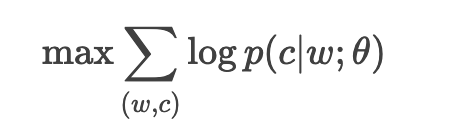 max ∑ log p(c|w; θ)
(w,c)